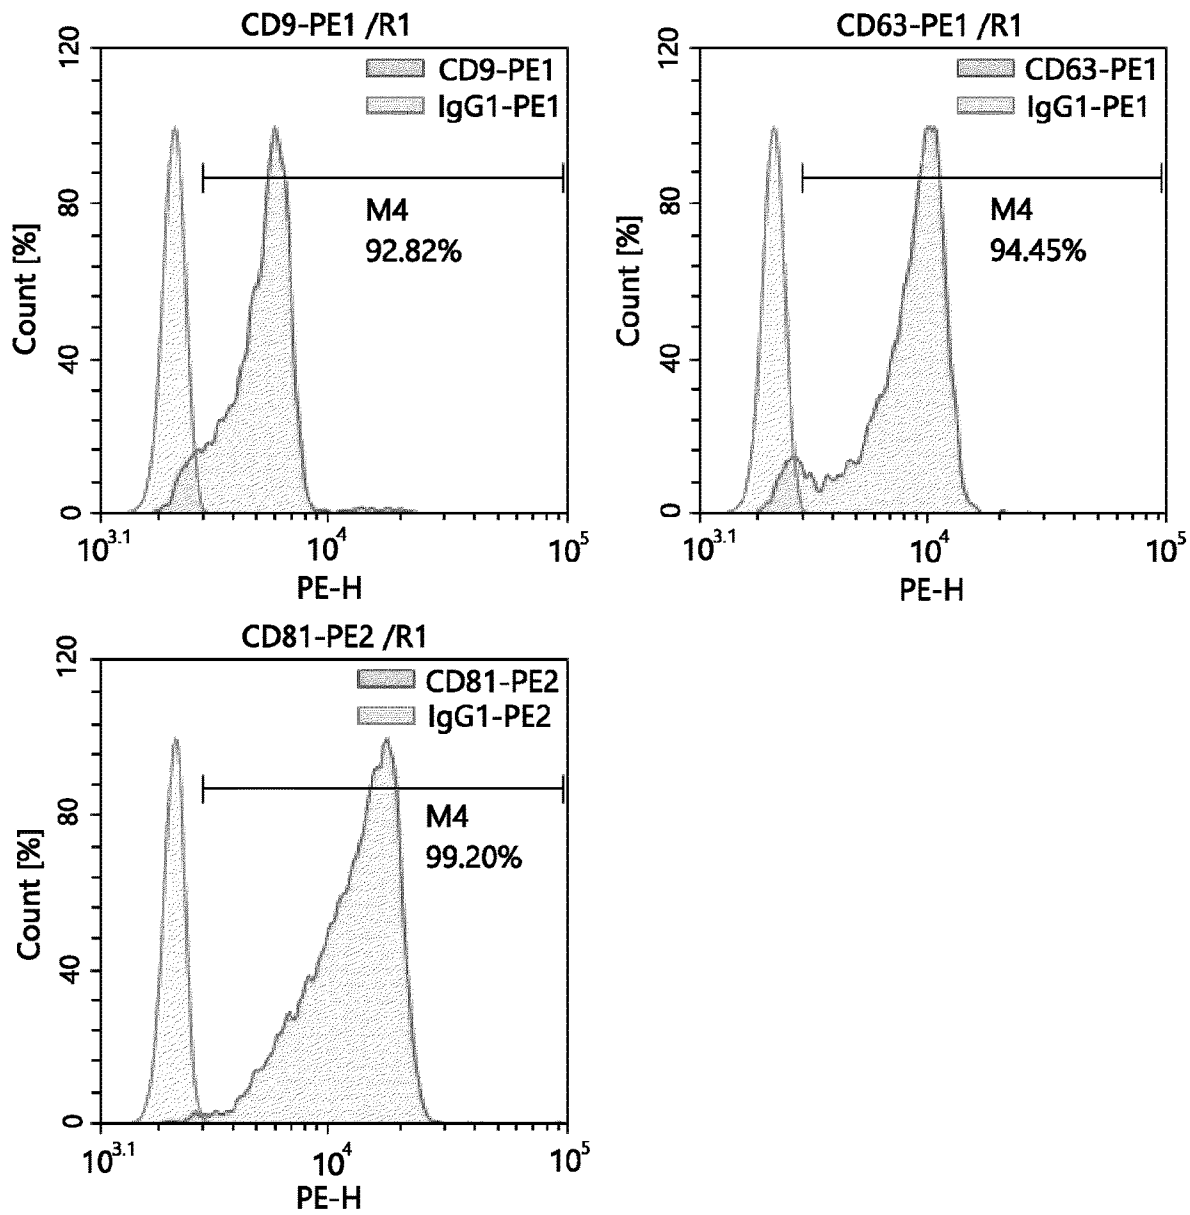 CD9-PE1 /R1
120
CD9-PE1
IgG1-PE1
80
M4
92.82%
Count [%]
40
0
10^3.1
10^4
10^5
PE-H
CD63-PE1 /R1
120
CD63-PE1
IgG1-PE1
80
M4
94.45%
Count [%]
40
0
10^3.1
10^4
10^5
PE-H
CD81-PE2 /R1
120
CD81-PE2
IgG1-PE2
80
M4
99.20%
Count [%]
40
0
10^3.1
10^4
10^5
PE-H